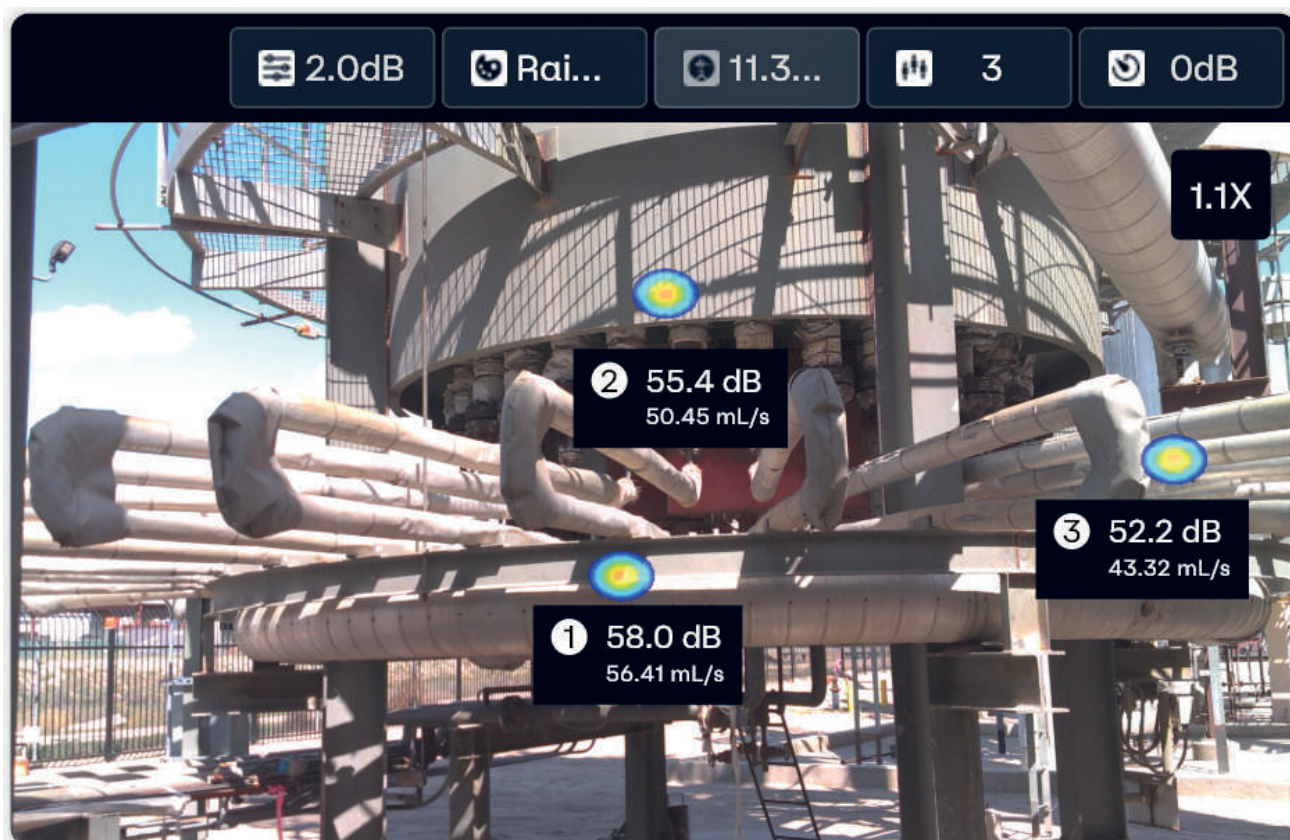 2.0dB
Rai...
11.3...
3
0dB
1.1X
2 55.4 dB
50.45 mL/s
3 52.2 dB
43.32 mL/s
1 58.0 dB
56.41 mL/s